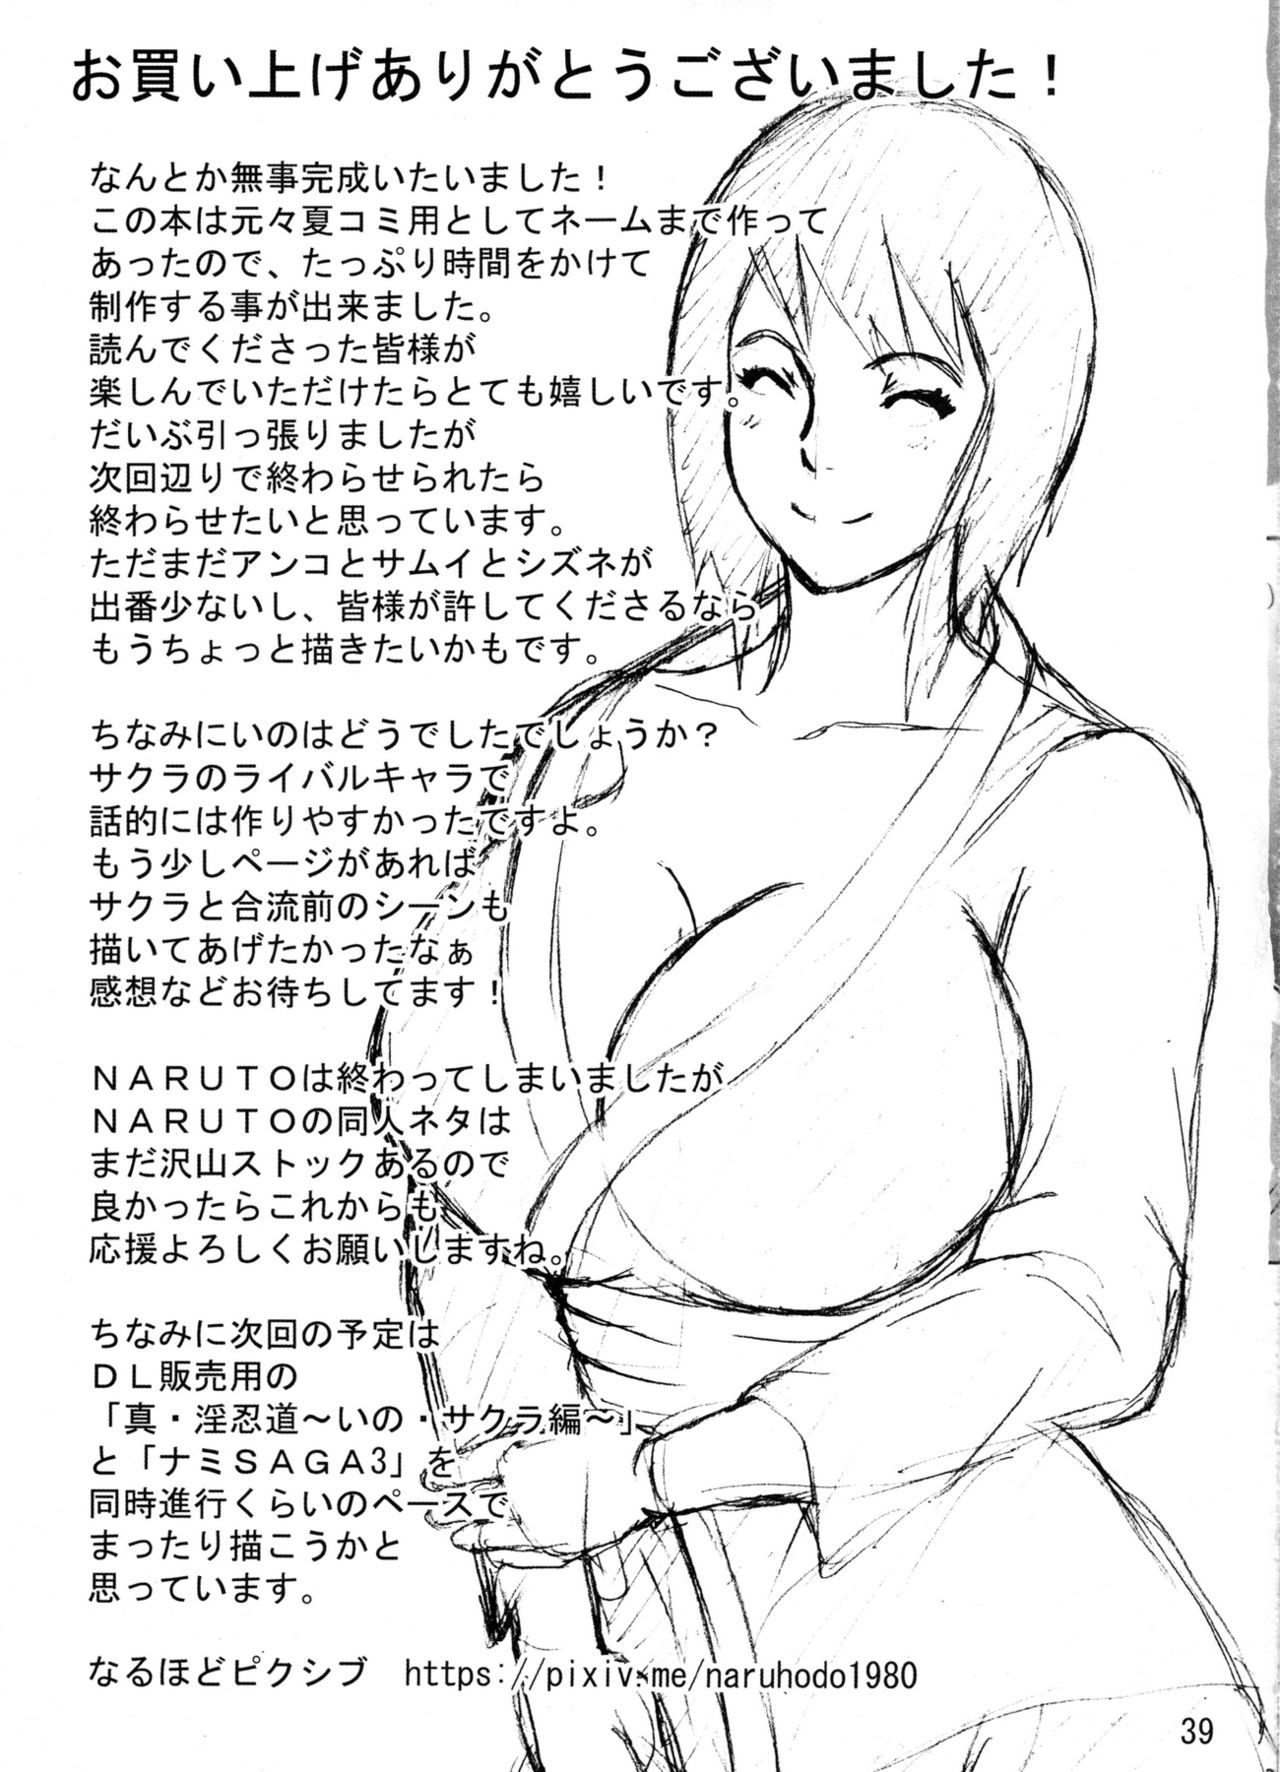 お買い上げありがとうございました！
なんとか無事完成いたいました！
この本は元々夏コミ用としてネームまで作って
あったので、たっぷり時間をかけて
制作する事が出来ました。
読んでくださった皆様が
楽しんでいただけたらとても嬉しいです。
だいぶ引っ張りましたが
次回辺りで終わらせられたら
終わらせたいと思っています。
ただまだアンコとサムイとシズネが
出番少ないし、皆様が許してくださるなら
もうちょっと描きたいかもです。
ちなみにいのはどうでしたでしょうか？
サクラのライバルキャラで
話的には作りやすかったですよ。
もう少しページがあれば
サクラと合流前のシーンも
描いてあげたかったなぁ
感想などお待ちしてます！
ＮＡＲＵＴＯは終わってしまいましたが
ＮＡＲＵＴＯの同人ネタは
まだ沢山ストックあるので
良かったらこれからも
応援よろしくお願いしますね。
ちなみに次回の予定は
ＤＬ販売用の
「真・淫忍道～いの・サクラ編～」
と「ナミＳＡＧＡ3」を
同時進行くらいのペースで
まったり描こうかと
思っています。
なるほどピクシブ　https://pixiv.me/naruhodo1980
39